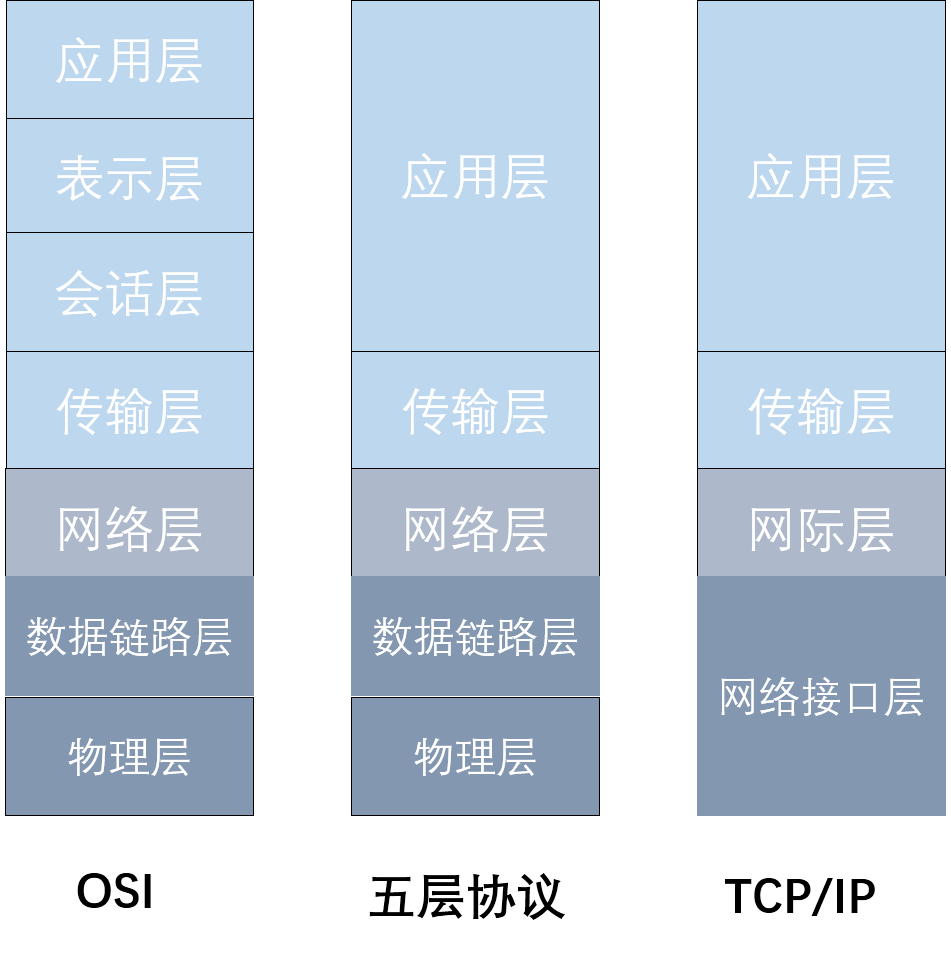 应用层
表示层
会话层
传输层
网络层
数据链路层
物理层
OSI
应用层
传输层
网络层
数据链路层
物理层
五层协议
应用层
传输层
网际层
网络接口层
TCP/IP